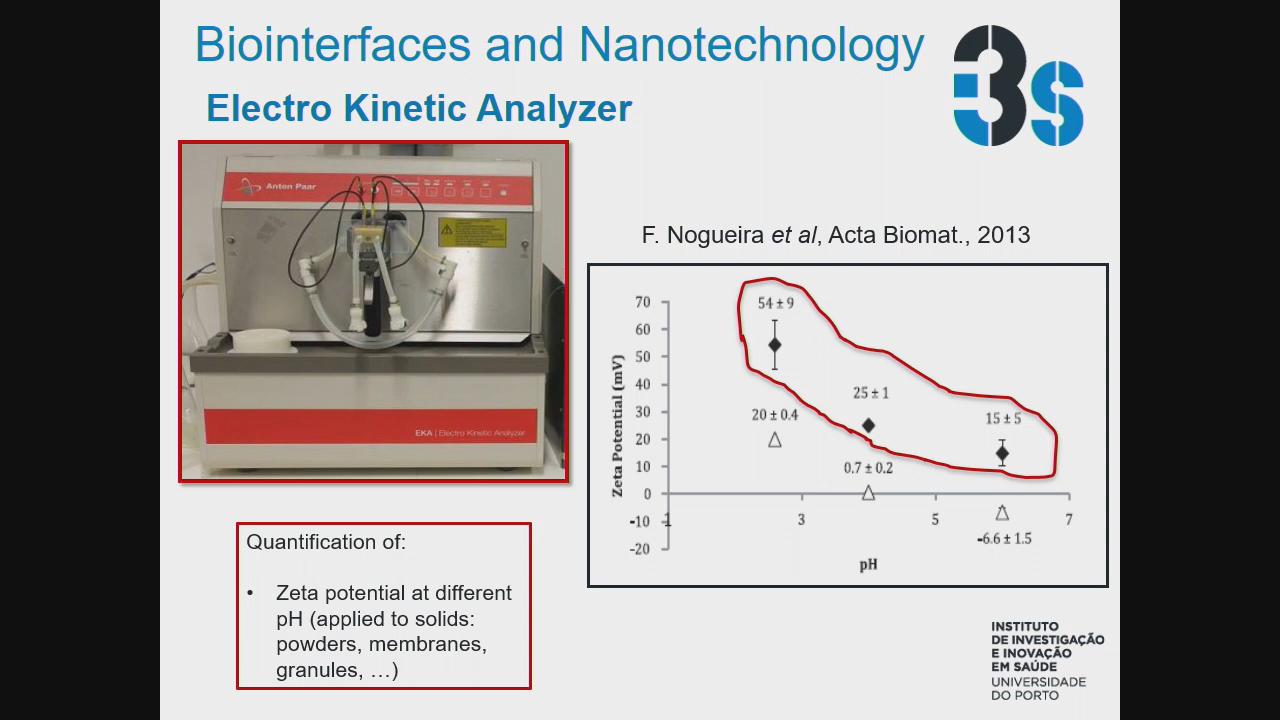 Biointerfaces and Nanotechnology
Electro Kinetic Analyzer
3s
Anton Paar
EKA | Electro Kinetic Analyzer
F. Nogueira et al, Acta Biomat., 2013
Zeta Potential (mV)
70
60
50
40
30
20
10
0
-10
-20
54 ± 9
25 ± 1
20 ± 0.4
15 ± 5
0.7 ± 0.2
-6.6 ± 1.5
1
3
5
7
pH
Quantification of:
• Zeta potential at different
pH (applied to solids:
powders, membranes,
granules, …)
INSTITUTO
DE INVESTIGAÇÃO
E INOVAÇÃO
EM SAÚDE
UNIVERSIDADE
DO PORTO